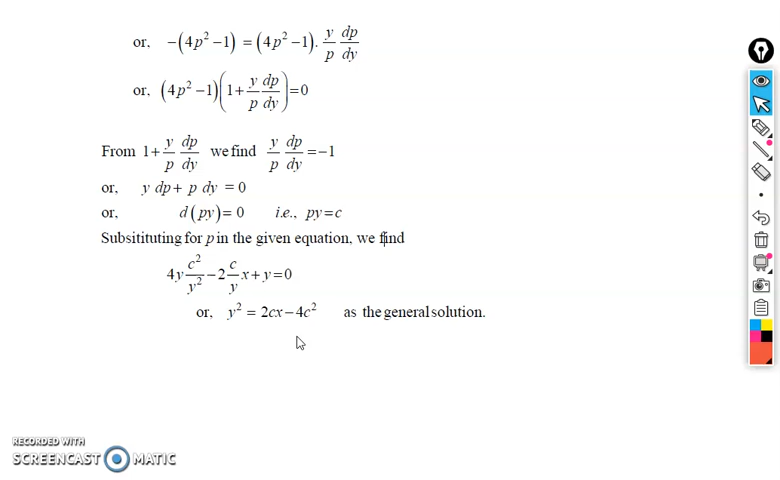 or, −(4p² −1) = (4p² −1). y/p dp/dy
or, (4p² −1)(1+ y/p dp/dy)=0
From 1+ y/p dp/dy we find y/p dp/dy =−1
or, y dp+ p dy = 0
or, d(py)= 0 i.e., py=c
Subsitituting for p in the given equation, we find
4y c²/y² −2 c/y x+ y=0
or, y² = 2cx − 4c² as the general solution.
RECORDED WITH
SCREENCAST MATIC